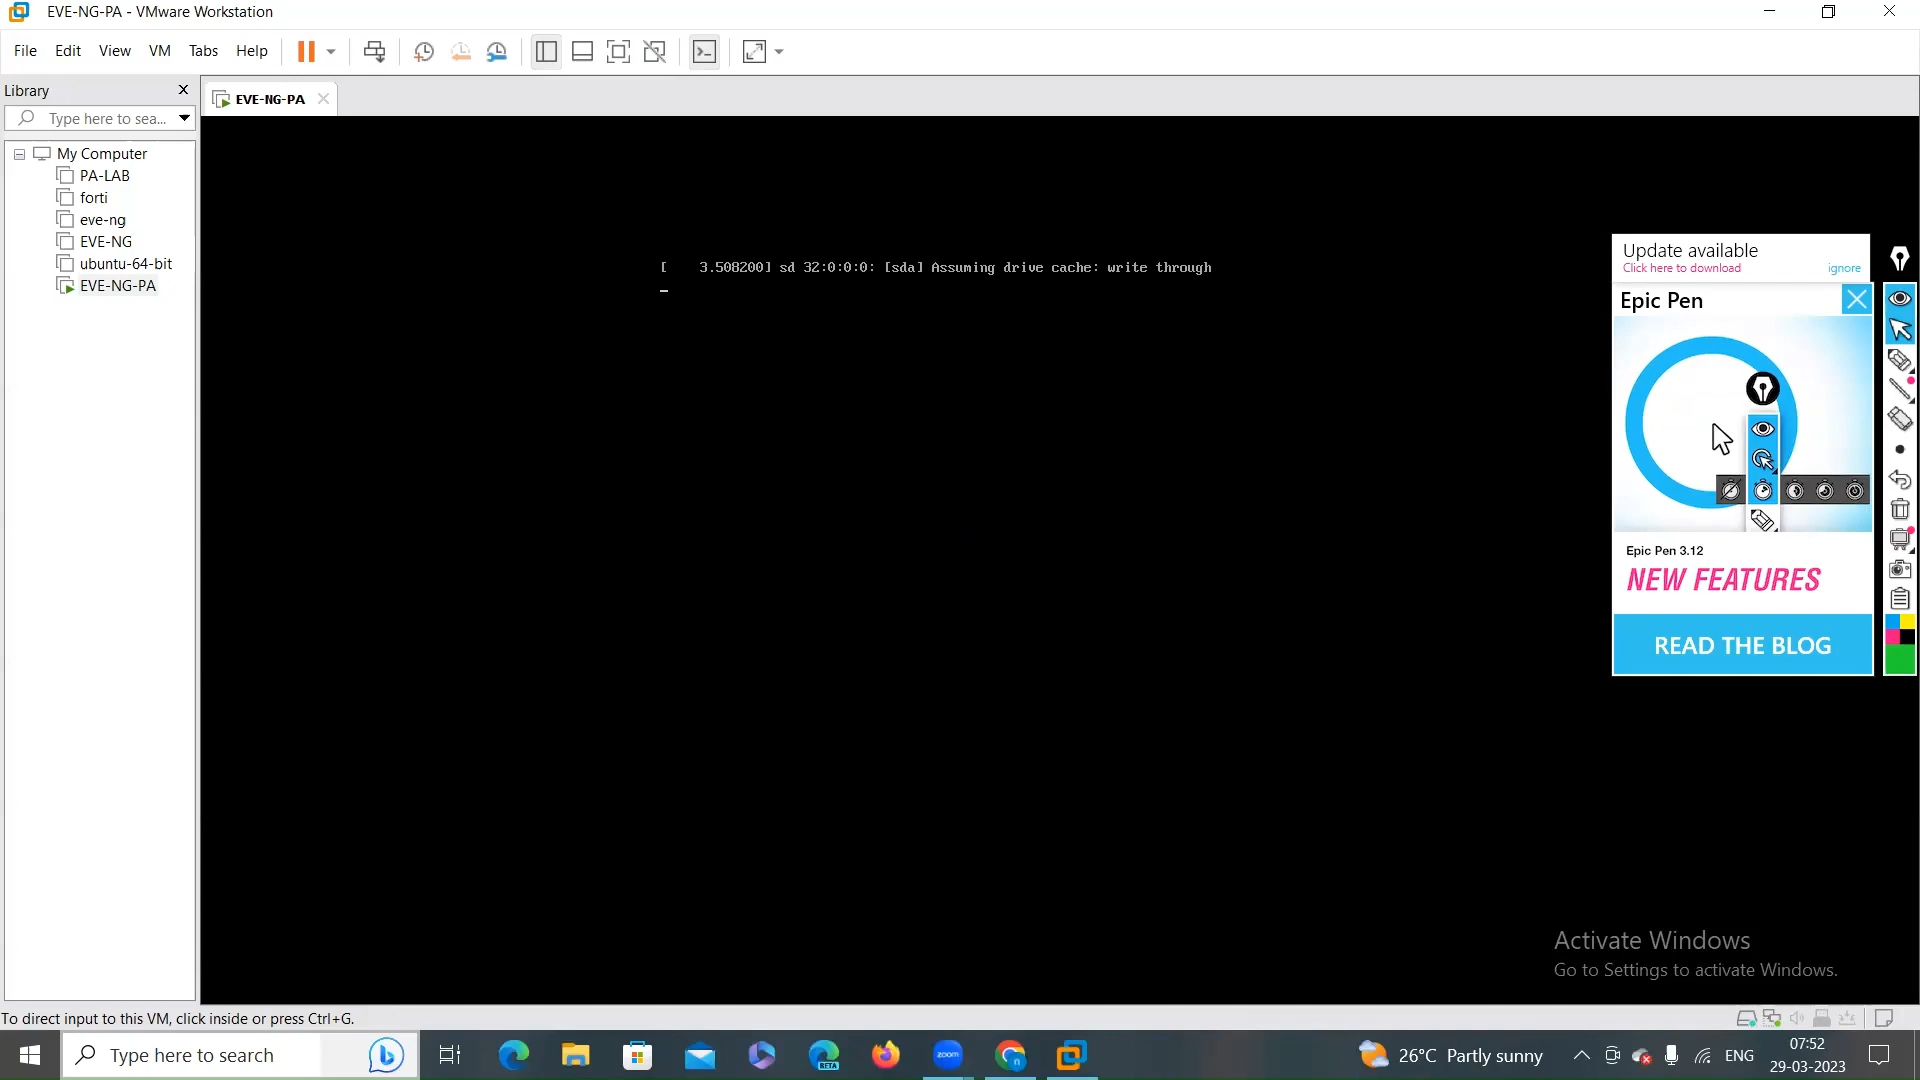 EVE-NG-PA - VMware Workstation
File Edit View VM Tabs Help
Library
EVE-NG-PA
Type here to sea...
My Computer
PA-LAB
forti
eve-ng
EVE-NG
ubuntu-64-bit
EVE-NG-PA
[    3.508200] sd 32:0:0:0: [sda] Assuming drive cache: write through
Update available
Click here to download ignore
Epic Pen
Epic Pen 3.12
NEW FEATURES
READ THE BLOG
Activate Windows
Go to Settings to activate Windows.
To direct input to this VM, click inside or press Ctrl+G.
Type here to search
BETA
zoom
n
26°C Partly sunny
ENG
07:52
29-03-2023